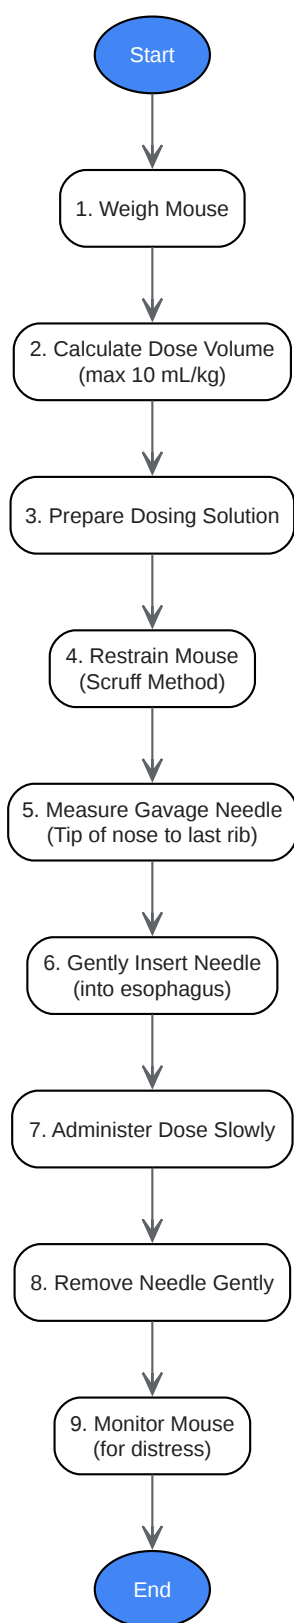 Start
1. Weigh Mouse
2. Calculate Dose Volume
(max 10 mL/kg)
3. Prepare Dosing Solution
4. Restrain Mouse
(Scruff Method)
5. Measure Gavage Needle
(Tip of nose to last rib)
6. Gently Insert Needle
(into esophagus)
7. Administer Dose Slowly
8. Remove Needle Gently
9. Monitor Mouse
(for distress)
End